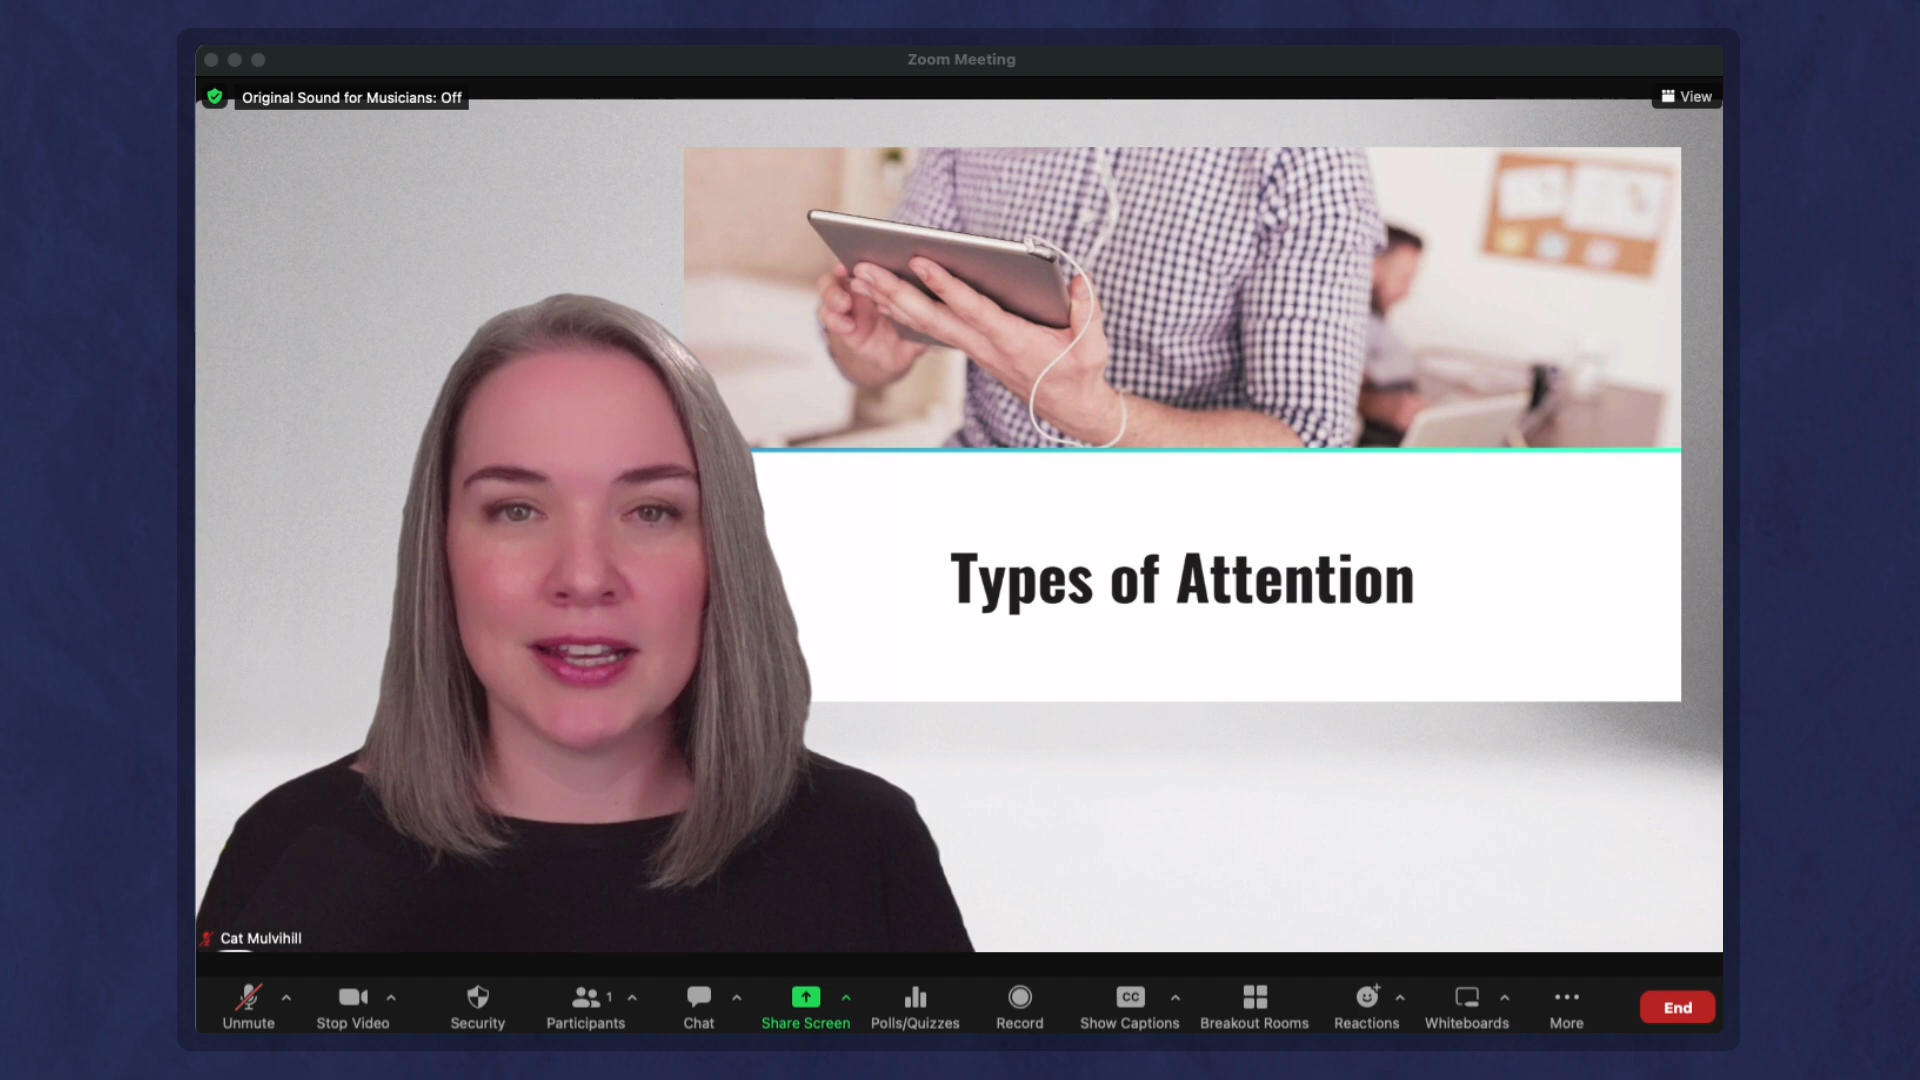 Zoom Meeting
Original Sound for Musicians: Off
View
Types of Attention
Cat Mulvihill
1
CC
Unmute
Stop Video
Security
Participants
Chat
Share Screen
Polls/Quizzes
Record
Show Captions
Breakout Rooms
Reactions
Whiteboards
More
End